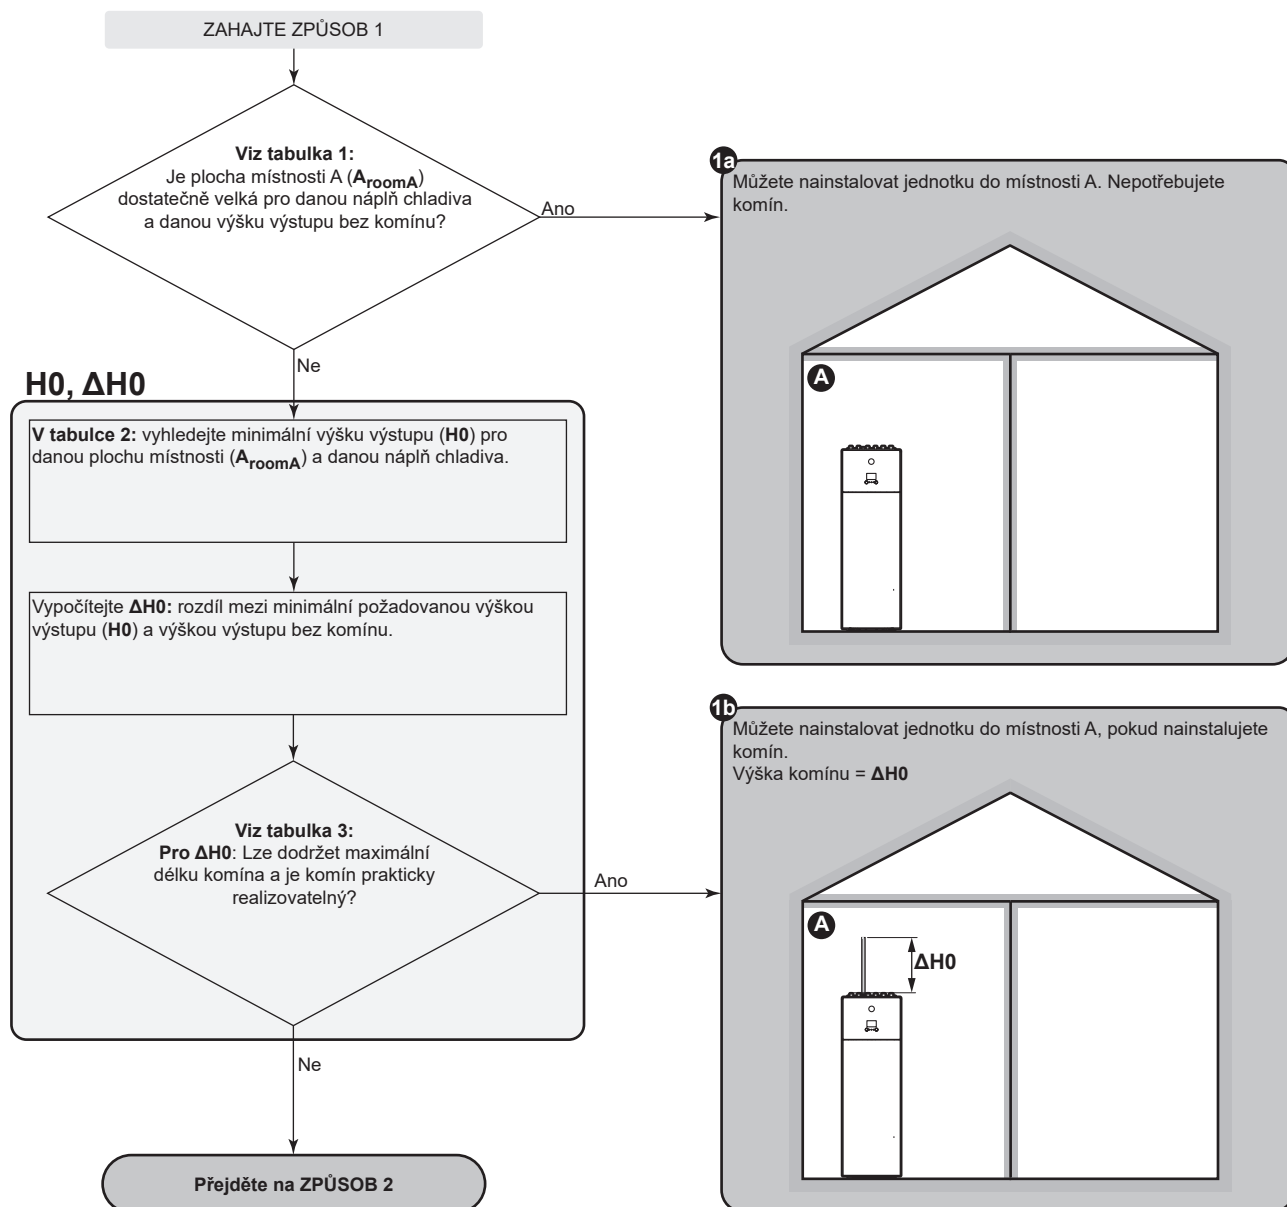 ZAHAJTE ZPŮSOB 1
Viz tabulka 1:
Je plocha místnosti A (AroomA)
dostatečně velká pro danou náplň chladiva
a danou výšku výstupu bez komínu?
Ano
1a
Můžete nainstalovat jednotku do místnosti A. Nepotřebujete
komín.
A
Ne
H0, ΔH0
V tabulce 2: vyhledejte minimální výšku výstupu (H0) pro
danou plochu místnosti (AroomA) a danou náplň chladiva.
Vypočítejte ΔH0: rozdíl mezi minimální požadovanou výškou
výstupu (H0) a výškou výstupu bez komínu.
Viz tabulka 3:
Pro ΔH0: Lze dodržet maximální
délku komína a je komín prakticky
realizovatelný?
Ano
1b
Můžete nainstalovat jednotku do místnosti A, pokud nainstalujete
komín.
Výška komínu = ΔH0
A
ΔH0
Ne
Přejděte na ZPŮSOB 2